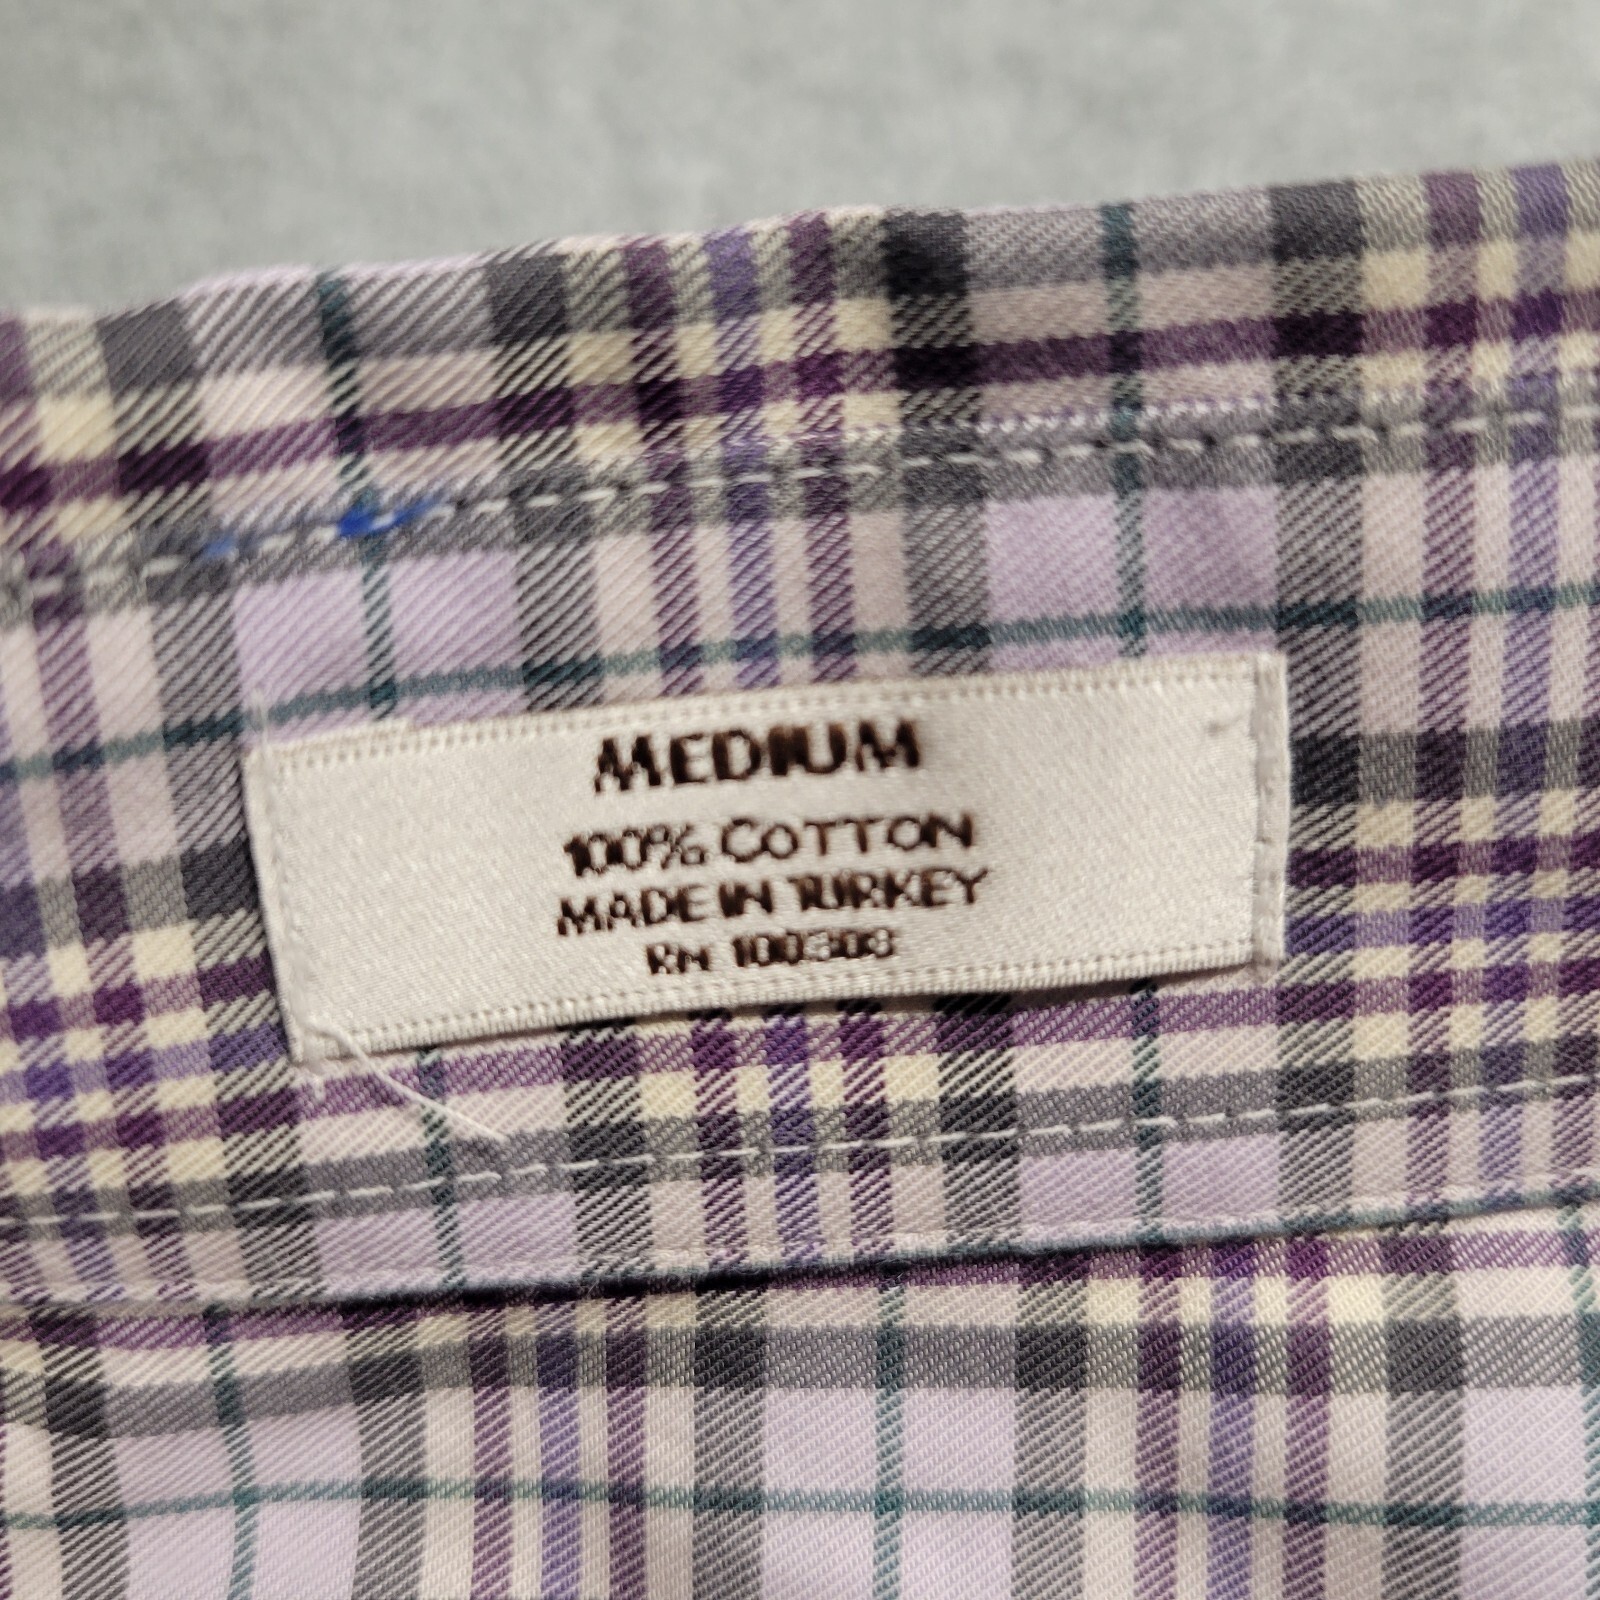 MEDIUM
100% COTTON
MADE IN TURKEY
RN 100308